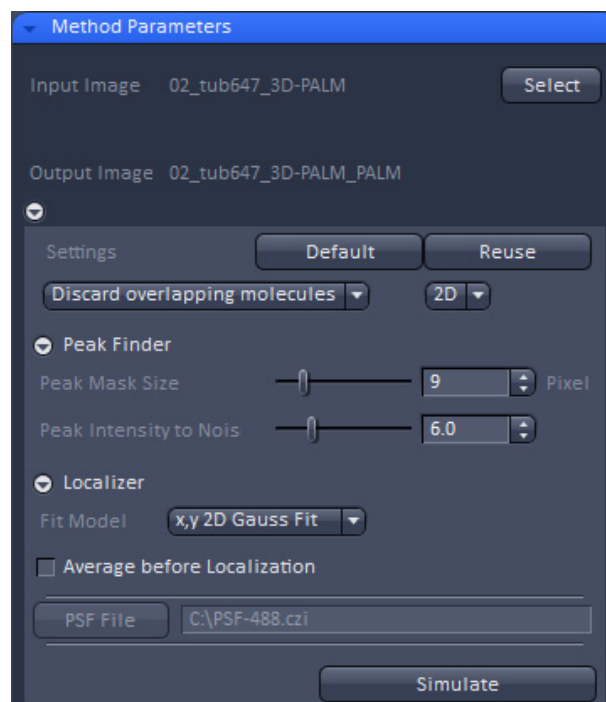 Method Parameters
Input Image 02_tub647_3D-PALM Select
Output Image 02_tub647_3D-PALM_PALM
Settings Default Reuse
Discard overlapping molecules 2D
Peak Finder
Peak Mask Size 9 Pixel
Peak Intensity to Nois 6.0
Localizer
Fit Model x,y 2D Gauss Fit
Average before Localization
PSF File C:\PSF-488.czi
Simulate